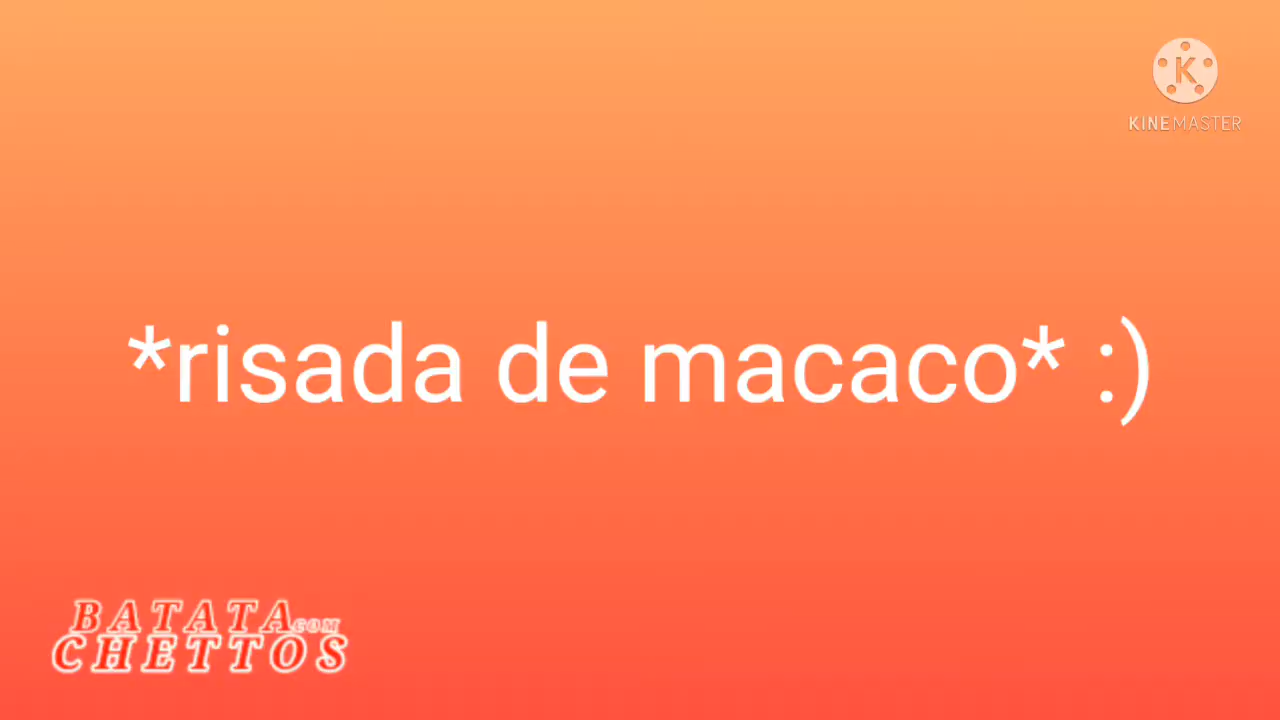 K
KINEMASTER
*risada de macaco* :)
BATATA COM
CHETTOS